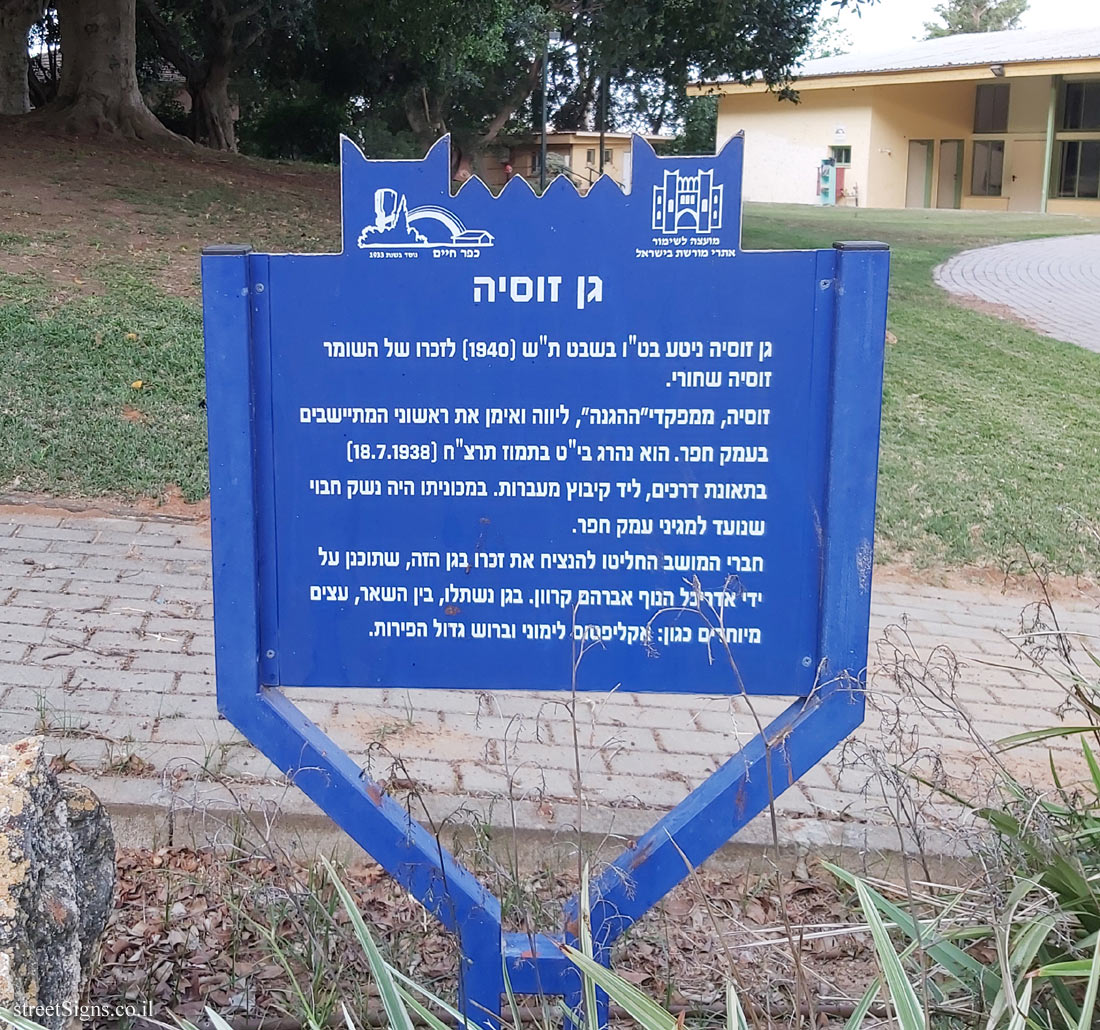 כפר חיים
נוסד בשנת 1933
מועצה לשימור
אתרי מורשת בישראל
גן זוסיה
גן זוסיה ניטע בט"ו בשבט ת"ש (1940) לזכרו של השומר
זוסיה שחורי.
זוסיה, ממפקדי "ההגנה", ליווה ואימן את ראשוני המתיישבים
בעמק חפר. הוא נהרג בי"ט בתמוז תרצ"ח (18.7.1938)
בתאונת דרכים, ליד קיבוץ מעברות. במכוניתו היה נשק חבוי
שנועד למגיני עמק חפר.
חברי המושב החליטו להנציח את זכרו בגן הזה, שתוכנן על
ידי אדריכל הנוף אברהם קרוון. בגן נשתלו, בין השאר, עצים
מיוחדים כגון: אקליפטוס לימוני וברוש גדול הפירות.
streetSigns.co.il